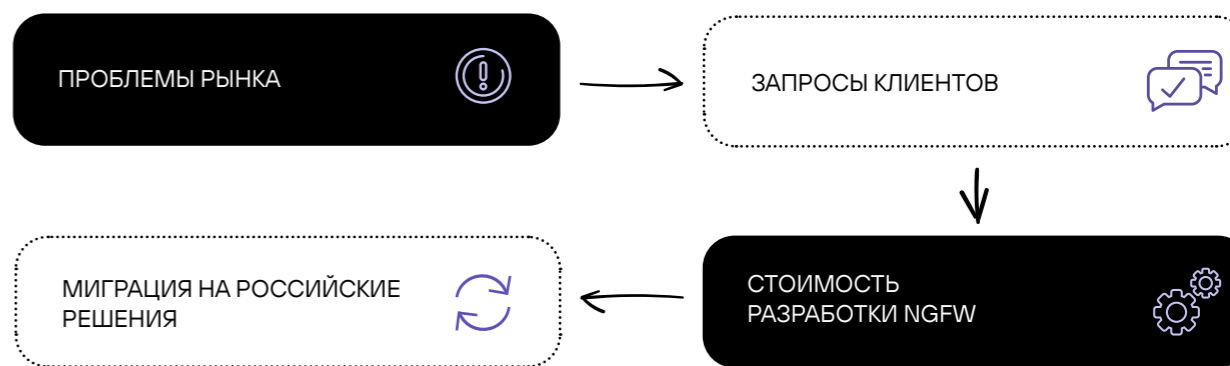 ПРОБЛЕМЫ РЫНКА
ЗАПРОСЫ КЛИЕНТОВ
СТОИМОСТЬ
РАЗРАБОТКИ NGFW
МИГРАЦИЯ НА РОССИЙСКИЕ
РЕШЕНИЯ